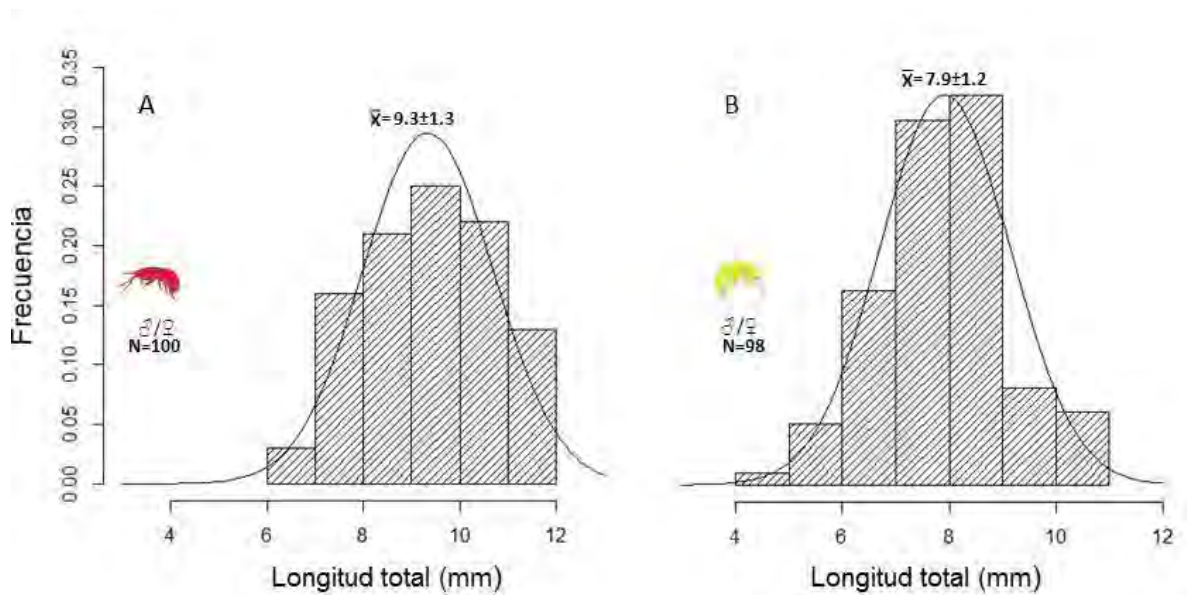 A
x̄=9.3±1.3
B
x̄=7.9±1.2
Frecuencia
0.35
0.30
0.25
0.20
0.15
0.10
0.05
0.00
♂/♀
N=100
♂/♀
N=98
4 6 8 10 12
4 6 8 10 12
Longitud total (mm)
Longitud total (mm)